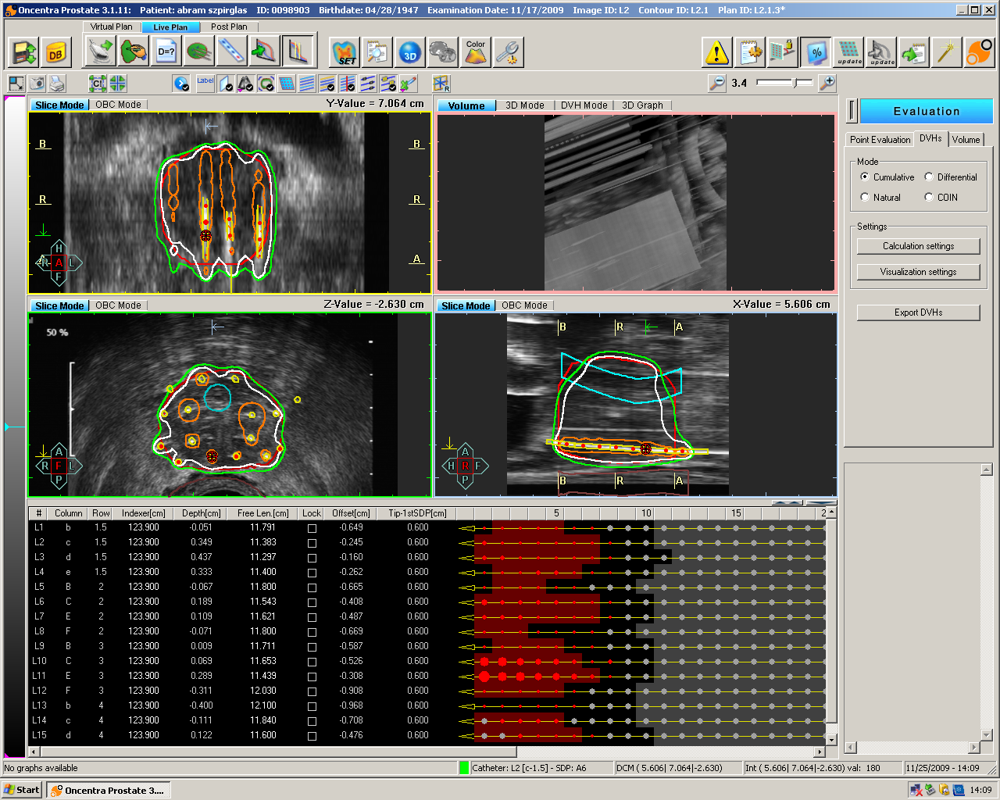 Oncentra Prostate 3.1.11: Patient: abram szpirglas ID: 0098903 Birthdate: 04/28/1947 Examination Date: 11/17/2009 Image ID: L2 Contour ID: L2.1 Plan ID: L2.1.3*
Virtual Plan Live Plan Post Plan
DB D=? SET 3D Color % update update
C! Label R 3.4
Slice Mode OBC Mode Y-Value = 7.064 cm
B B
R R
A A
H
R A L
F
Volume 3D Mode DVH Mode 3D Graph
Slice Mode OBC Mode Z-Value = -2.630 cm
50 %
A
R F L
P
Slice Mode OBC Mode X-Value = 5.606 cm
B R A
A
H R F
P
B R A
Evaluation
Point Evaluation DVHs Volume
Mode
Cumulative Differential
Natural COIN
Settings
Calculation settings
Visualization settings
Export DVHs
# Column Row Indexer[cm] Depth[cm] Free Len.[cm] Lock Offset[cm] Tip-1stSDP[cm] 5 10 15 2
L1 b 1.5 123.900 -0.051 11.791 -0.649 0.600
L2 c 1.5 123.900 0.349 11.383 -0.245 0.600
L3 d 1.5 123.900 0.437 11.297 -0.160 0.600
L4 e 1.5 123.900 0.333 11.400 -0.262 0.600
L5 B 2 123.900 -0.067 11.800 -0.665 0.600
L6 C 2 123.900 0.189 11.543 -0.408 0.600
L7 E 2 123.900 0.109 11.621 -0.487 0.600
L8 F 2 123.900 -0.071 11.800 -0.669 0.600
L9 B 3 123.900 0.009 11.711 -0.587 0.600
L10 C 3 123.900 0.069 11.653 -0.526 0.600
L11 E 3 123.900 0.289 11.439 -0.308 0.600
L12 F 3 123.900 -0.311 12.030 -0.908 0.600
L13 b 4 123.900 -0.400 12.100 -0.968 0.600
L14 c 4 123.900 -0.111 11.840 -0.708 0.600
L15 d 4 123.900 0.122 11.600 -0.476 0.600
No graphs available Catheter: L2 [c-1.5] - SDP: A6 DCM ( 5.606| 7.064|-2.630) Int ( 5.606| 7.064|-2.630) val: 180 11/25/2009 - 14:09
Start Oncentra Prostate 3.... 14:09